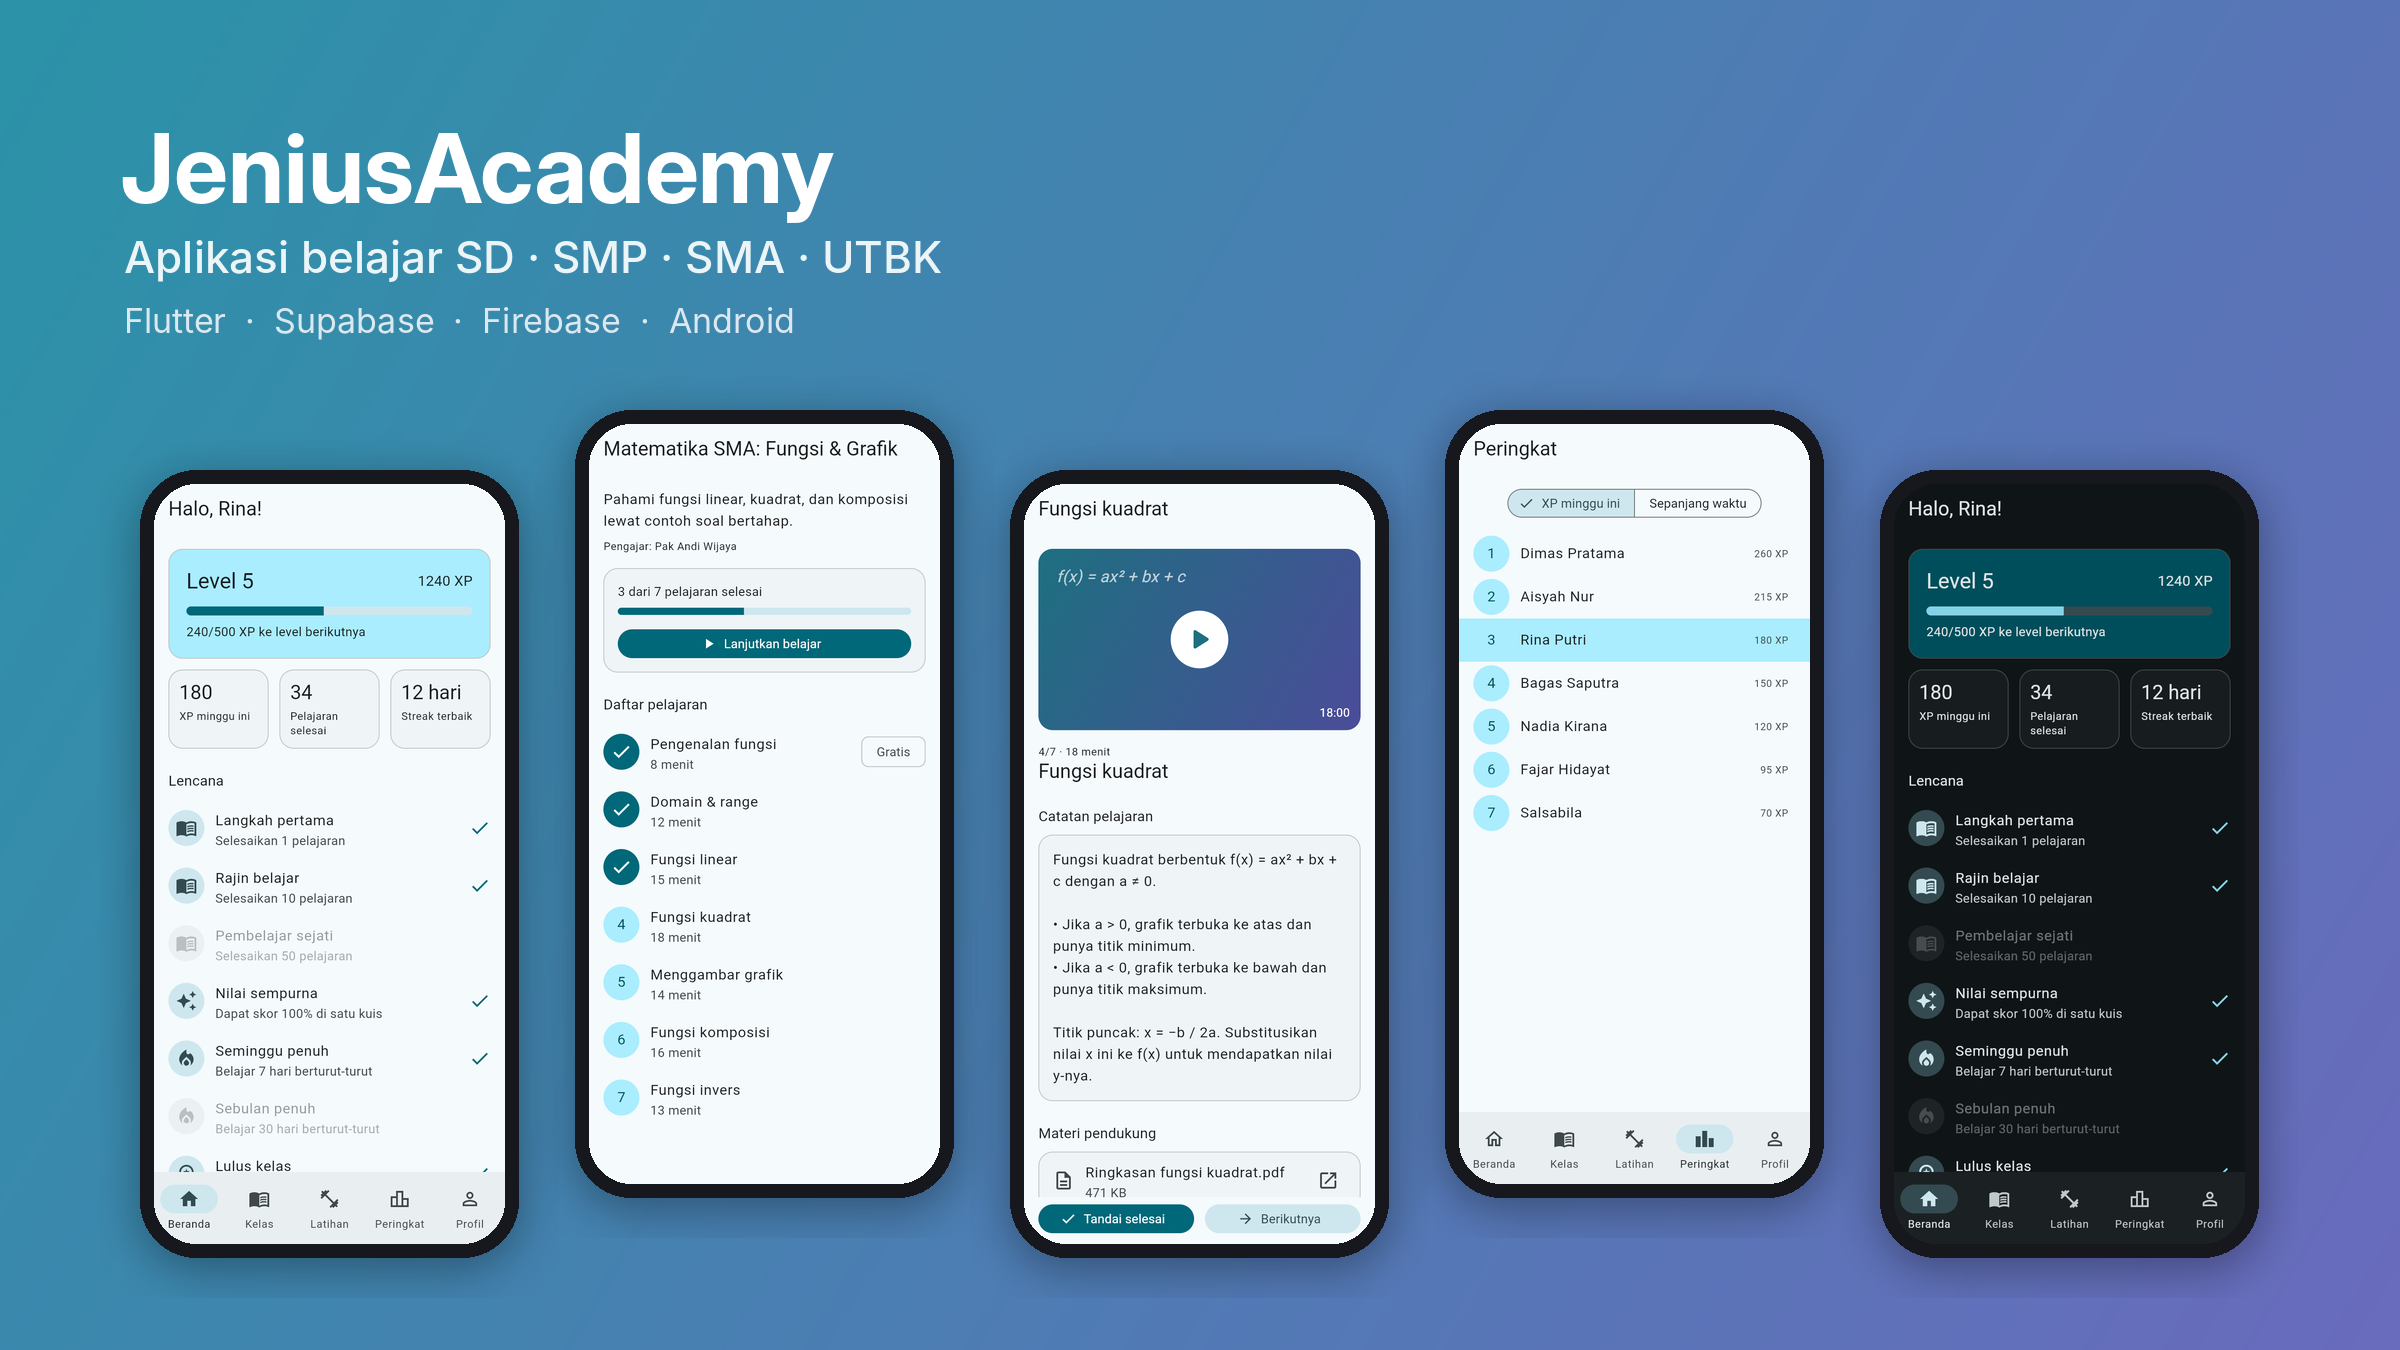 JeniusAcademy
Aplikasi belajar SD · SMP · SMA · UTBK
Flutter · Supabase · Firebase · Android
Halo, Rina!
Level 5
1240 XP
240/500 XP ke level berikutnya
180
XP minggu ini
34
Pelajaran
selesai
12 hari
Streak terbaik
Lencana
Langkah pertama
Selesaikan 1 pelajaran
Rajin belajar
Selesaikan 10 pelajaran
Pembelajar sejati
Selesaikan 50 pelajaran
Nilai sempurna
Dapat skor 100% di satu kuis
Seminggu penuh
Belajar 7 hari berturut-turut
Sebulan penuh
Belajar 30 hari berturut-turut
Lulus kelas
Beranda
Kelas
Latihan
Peringkat
Profil
Matematika SMA: Fungsi & Grafik
Pahami fungsi linear, kuadrat, dan komposisi
lewat contoh soal bertahap.
Pengajar: Pak Andi Wijaya
3 dari 7 pelajaran selesai
Lanjutkan belajar
Daftar pelajaran
Pengenalan fungsi
8 menit
Gratis
Domain & range
12 menit
Fungsi linear
15 menit
4
Fungsi kuadrat
18 menit
5
Menggambar grafik
14 menit
6
Fungsi komposisi
16 menit
7
Fungsi invers
13 menit
Fungsi kuadrat
f(x) = ax² + bx + c
18:00
4/7 · 18 menit
Fungsi kuadrat
Catatan pelajaran
Fungsi kuadrat berbentuk f(x) = ax² + bx +
c dengan a ≠ 0.
• Jika a > 0, grafik terbuka ke atas dan
punya titik minimum.
• Jika a < 0, grafik terbuka ke bawah dan
punya titik maksimum.
Titik puncak: x = −b / 2a. Substitusikan
nilai x ini ke f(x) untuk mendapatkan nilai
y-nya.
Materi pendukung
Ringkasan fungsi kuadrat.pdf
471 KB
Tandai selesai
Berikutnya
Peringkat
XP minggu ini
Sepanjang waktu
1 Dimas Pratama 260 XP
2 Aisyah Nur 215 XP
3 Rina Putri 180 XP
4 Bagas Saputra 150 XP
5 Nadia Kirana 120 XP
6 Fajar Hidayat 95 XP
7 Salsabila 70 XP
Beranda
Kelas
Latihan
Peringkat
Profil
Halo, Rina!
Level 5
1240 XP
240/500 XP ke level berikutnya
180
XP minggu ini
34
Pelajaran
selesai
12 hari
Streak terbaik
Lencana
Langkah pertama
Selesaikan 1 pelajaran
Rajin belajar
Selesaikan 10 pelajaran
Pembelajar sejati
Selesaikan 50 pelajaran
Nilai sempurna
Dapat skor 100% di satu kuis
Seminggu penuh
Belajar 7 hari berturut-turut
Sebulan penuh
Belajar 30 hari berturut-turut
Lulus kelas
Beranda
Kelas
Latihan
Peringkat
Profil